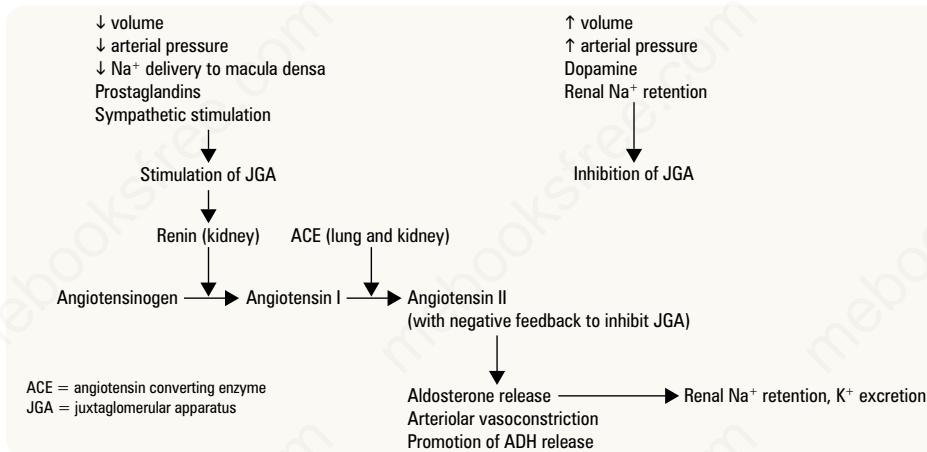 ↓ volume
↓ arterial pressure
↓ Na⁺ delivery to macula densa
Prostaglandins
Sympathetic stimulation
↑ volume
↑ arterial pressure
Dopamine
Renal Na⁺ retention
Stimulation of JGA
Inhibition of JGA
Renin (kidney)
ACE (lung and kidney)
Angiotensinogen
Angiotensin I
Angiotensin II
(with negative feedback to inhibit JGA)
ACE = angiotensin converting enzyme
JGA = juxtaglomerular apparatus
Aldosterone release
Arteriolar vasoconstriction
Promotion of ADH release
Renal Na⁺ retention, K⁺ excretion
mebooksfree.com